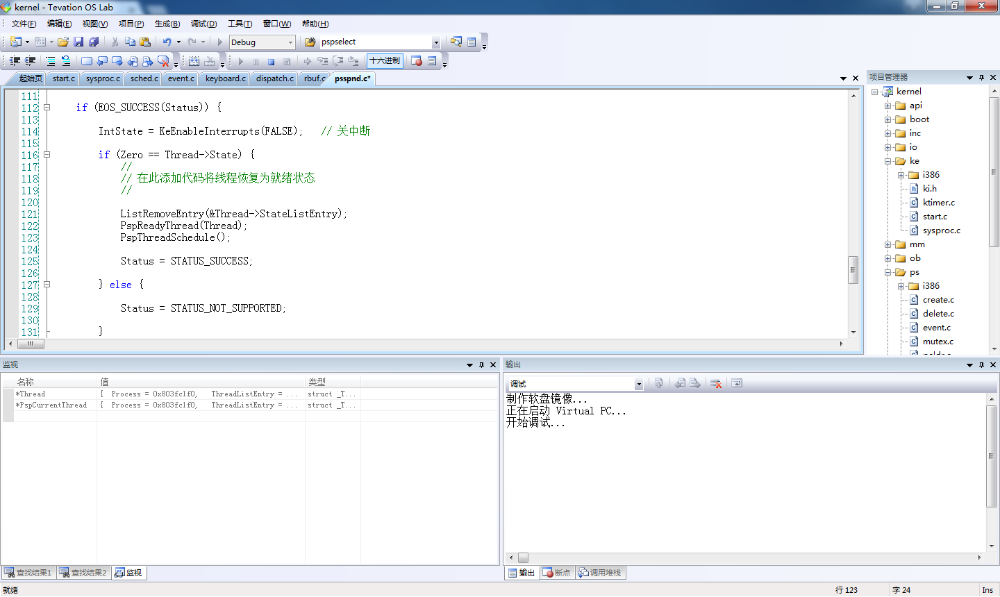 kernel - Tevation OS Lab
文件(F) 编辑(E) 视图(V) 项目(P) 生成(B) 调试(D) 工具(T) 窗口(W) 帮助(H)
Debug pspselect
十六进制
起始页 start.c sysproc.c sched.c event.c keyboard.c dispatch.c rbuf.c psspnd.c*
111
112 if (EOS_SUCCESS(Status)) {
113
114 IntState = KeEnableInterrupts(FALSE); // 关中断
115
116 if (Zero == Thread->State) {
117 //
118 // 在此添加代码将线程恢复为就绪状态
119 //
120
121 ListRemoveEntry(&Thread->StateListEntry);
122 PspReadyThread(Thread);
123 PspThreadSchedule();
124
125 Status = STATUS_SUCCESS;
126
127 } else {
128
129 Status = STATUS_NOT_SUPPORTED;
130
131 }
项目管理器
kernel
api
boot
inc
io
ke
i386
ki.h
ktimer.c
start.c
sysproc.c
mm
ob
ps
i386
create.c
delete.c
event.c
mutex.c
监视
名称 值 类型
*Thread { Process = 0x803fc1f0, ThreadListEntry = ... struct _T...
*PspCurrentThread { Process = 0x803fc1f0, ThreadListEntry = ... struct _T...
查找结果1 查找结果2 监视
输出
调试
制作软盘镜像...
正在启动 Virtual PC...
开始调试...
输出 断点 调用堆栈
就绪 行 123 字 24 Ins